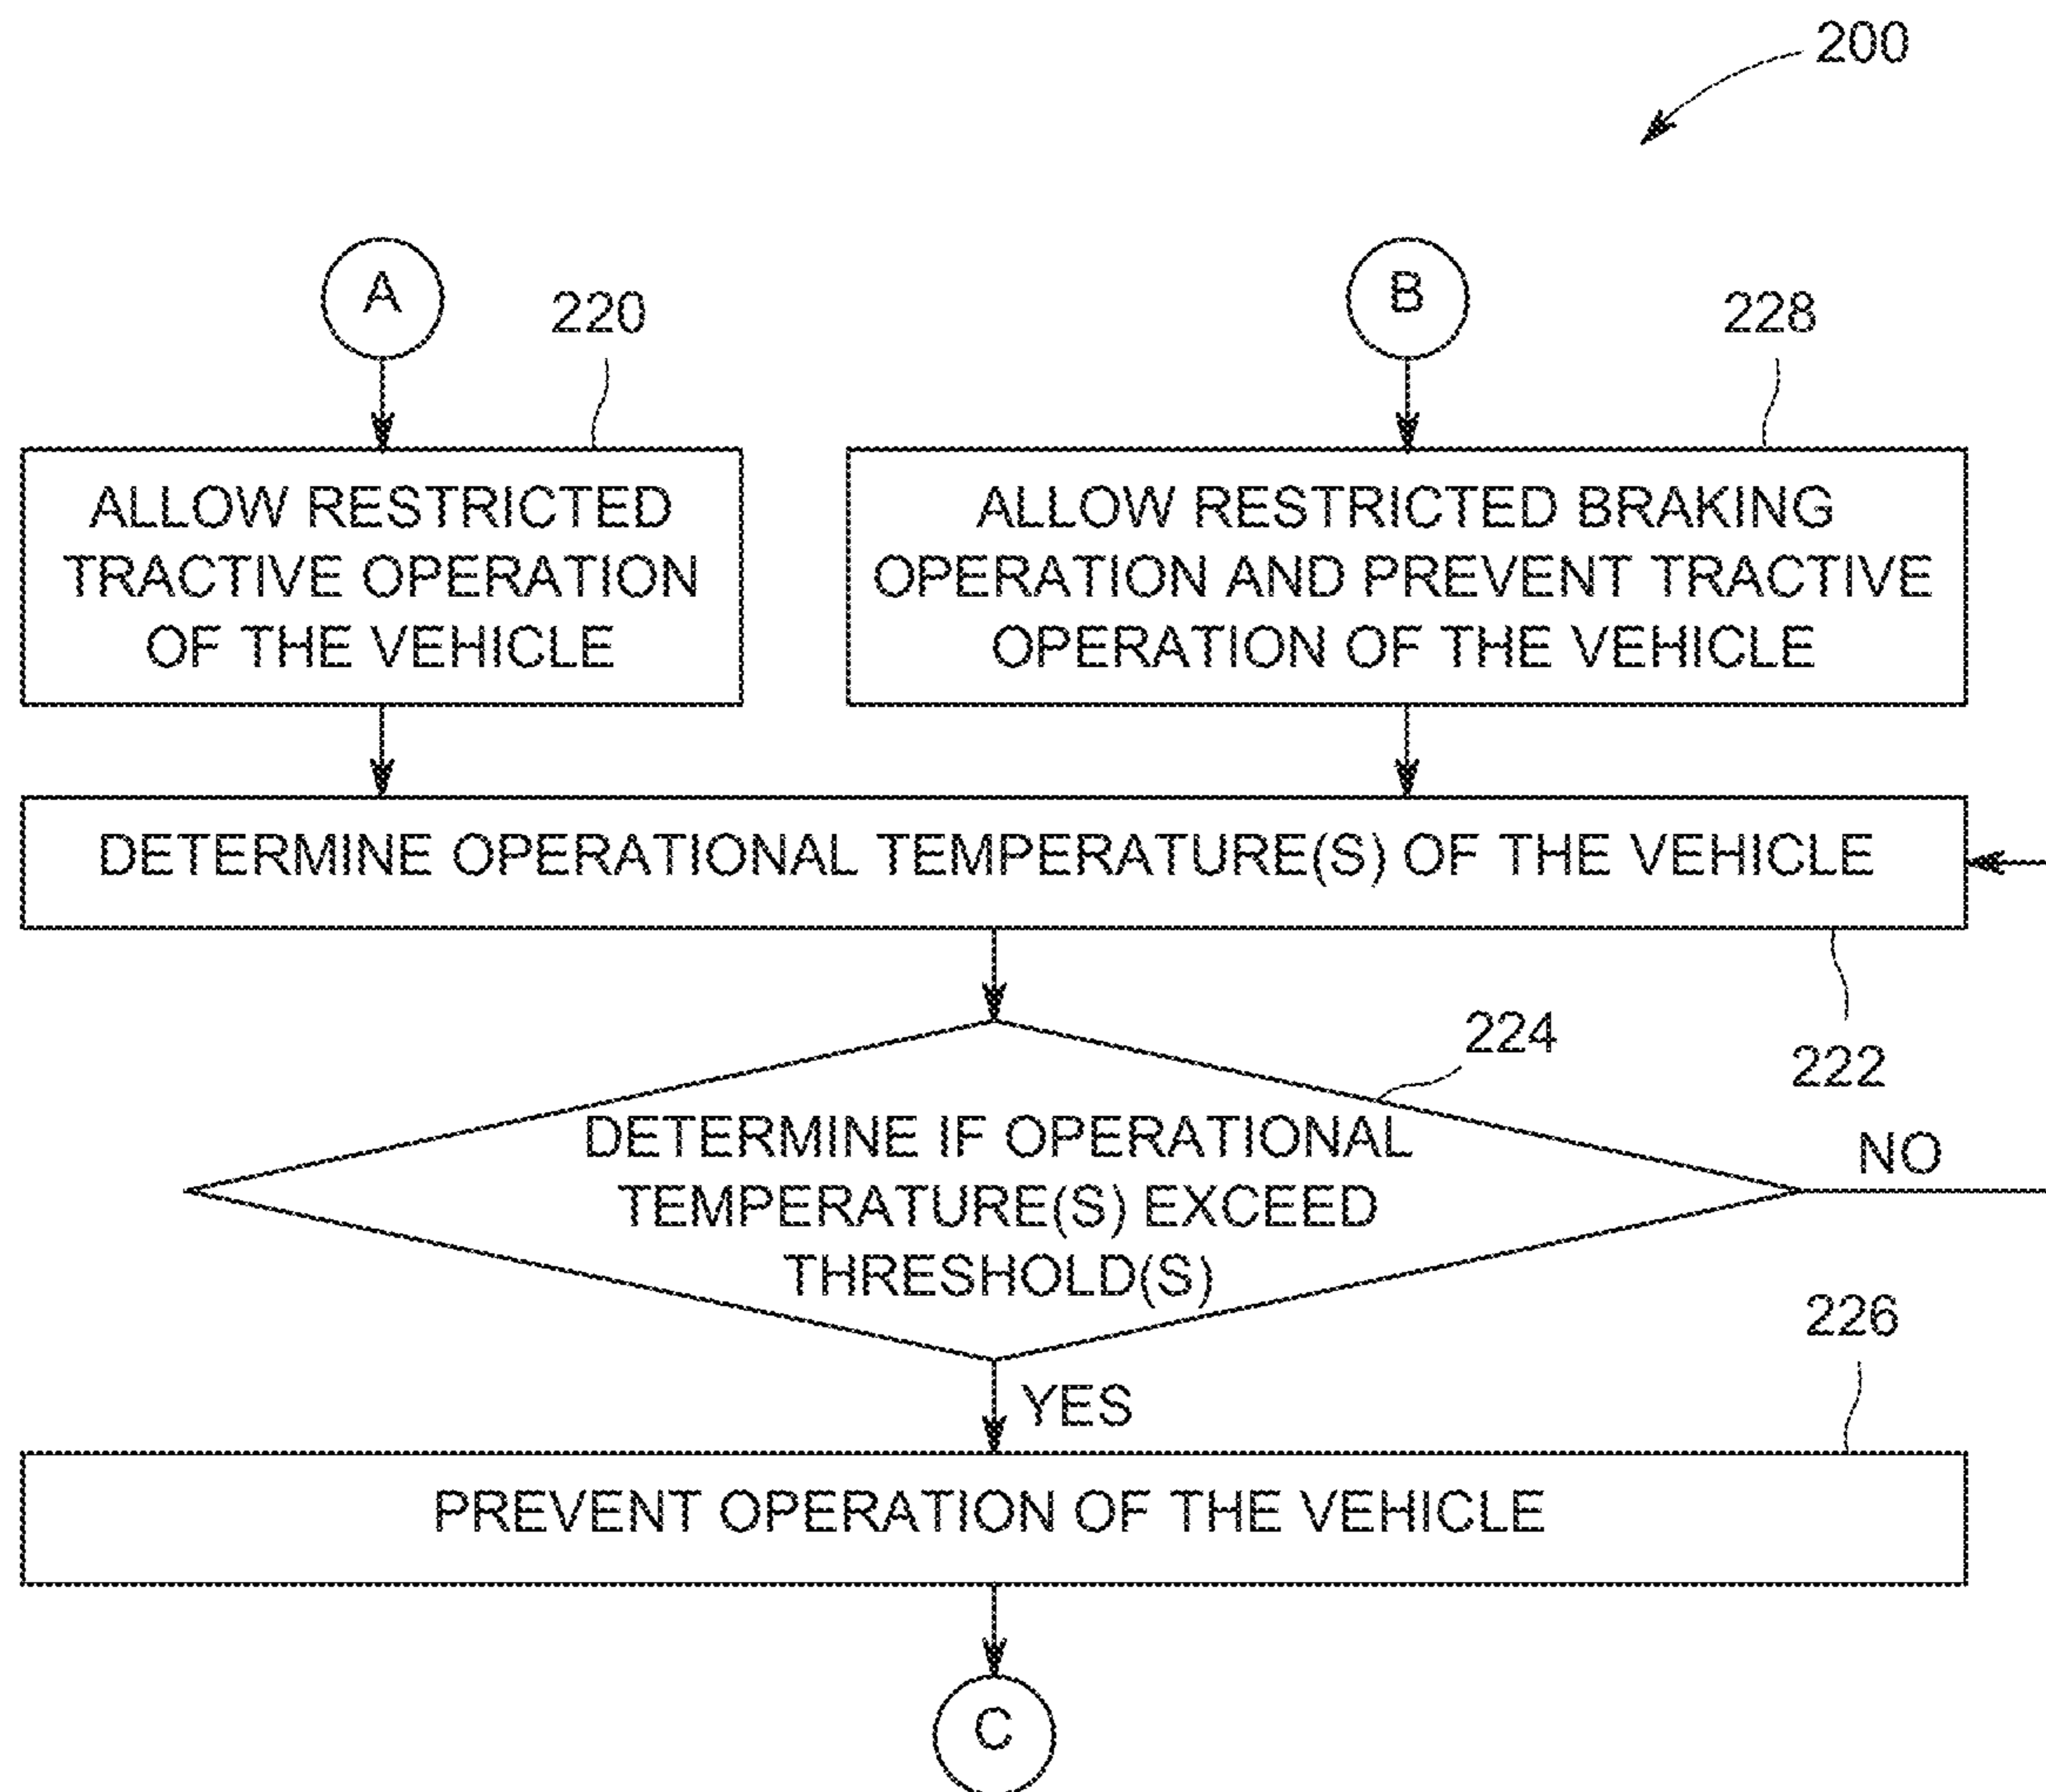 200
A
220
B
228
ALLOW RESTRICTED
TRACTIVE OPERATION
OF THE VEHICLE
ALLOW RESTRICTED BRAKING
OPERATION AND PREVENT TRACTIVE
OPERATION OF THE VEHICLE
DETERMINE OPERATIONAL TEMPERATURE(S) OF THE VEHICLE
222
224
DETERMINE IF OPERATIONAL
TEMPERATURE(S) EXCEED
THRESHOLD(S)
NO
YES
226
PREVENT OPERATION OF THE VEHICLE
C